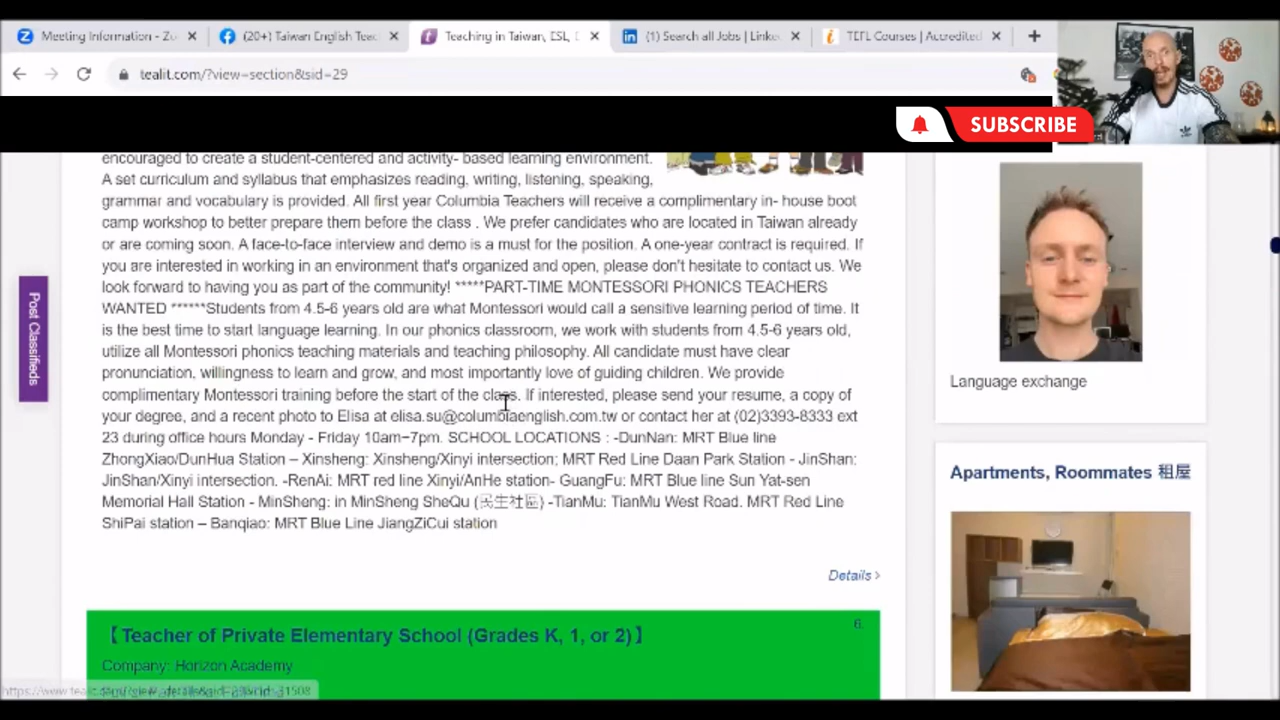 Meeting Information - Zo
(20+) Taiwan English Teac
Teaching in Taiwan, ESL, E
(1) Search all Jobs | Linke
TEFL Courses | Accredited
tealit.com/?view=section&sid=29
SUBSCRIBE
encouraged to create a student-centered and activity- based learning environment.
A set curriculum and syllabus that emphasizes reading, writing, listening, speaking,
grammar and vocabulary is provided. All first year Columbia Teachers will receive a complimentary in- house boot
camp workshop to better prepare them before the class . We prefer candidates who are located in Taiwan already
or are coming soon. A face-to-face interview and demo is a must for the position. A one-year contract is required. If
you are interested in working in an environment that's organized and open, please don't hesitate to contact us. We
look forward to having you as part of the community! *****PART-TIME MONTESSORI PHONICS TEACHERS
WANTED ******Students from 4.5-6 years old are what Montessori would call a sensitive learning period of time. It
is the best time to start language learning. In our phonics classroom, we work with students from 4.5-6 years old,
utilize all Montessori phonics teaching materials and teaching philosophy. All candidate must have clear
pronunciation, willingness to learn and grow, and most importantly love of guiding children. We provide
complimentary Montessori training before the start of the class. If interested, please send your resume, a copy of
your degree, and a recent photo to Elisa at elisa.su@columbiaenglish.com.tw or contact her at (02)3393-8333 ext
23 during office hours Monday - Friday 10am–7pm. SCHOOL LOCATIONS : -DunNan: MRT Blue line
ZhongXiao/DunHua Station – Xinsheng: Xinsheng/Xinyi intersection; MRT Red Line Daan Park Station - JinShan:
JinShan/Xinyi intersection. -RenAi: MRT red line Xinyi/AnHe station- GuangFu: MRT Blue line Sun Yat-sen
Memorial Hall Station - MinSheng: in MinSheng SheQu (民生社區) -TianMu: TianMu West Road. MRT Red Line
ShiPai station – Banqiao: MRT Blue Line JiangZiCui station
Details >
6.
【Teacher of Private Elementary School (Grades K, 1, or 2)】
Company: Horizon Academy
Post Classifieds
Language exchange
Apartments, Roommates 租屋